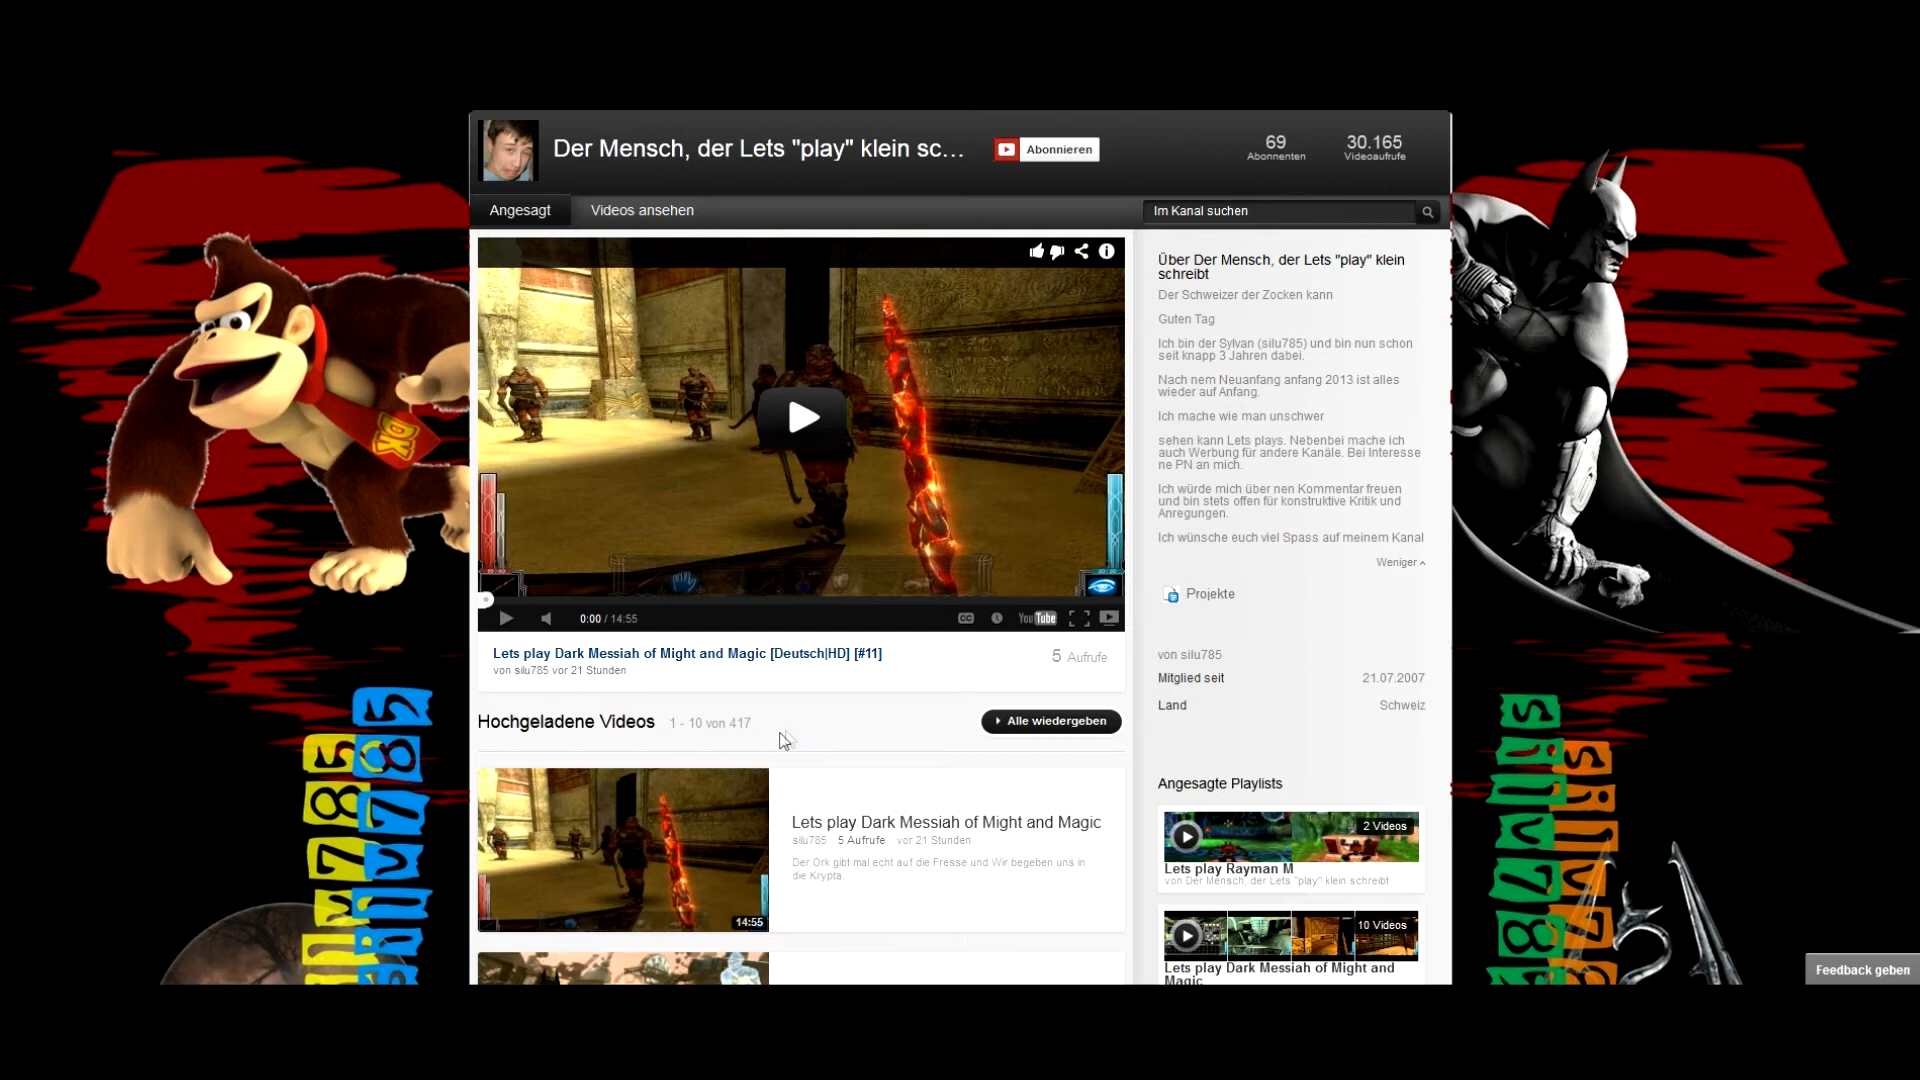 Der Mensch, der Lets "play" klein sc...
Abonnieren
69
Abonnenten
30.165
Videoaufrufe
Angesagt
Videos ansehen
Im Kanal suchen
0:00 / 14:55
CC
YouTube
Lets play Dark Messiah of Might and Magic [Deutsch|HD] [#11]
von silu785 vor 21 Stunden
5 Aufrufe
Hochgeladene Videos
1 - 10 von 417
Alle wiedergeben
14:55
Lets play Dark Messiah of Might and Magic
silu785 5 Aufrufe vor 21 Stunden
Der Ork gibt mal echt auf die Fresse und Wir begeben uns in
die Krypta.
Über Der Mensch, der Lets "play" klein
schreibt
Der Schweizer der Zocken kann
Guten Tag
Ich bin der Sylvan (silu785) und bin nun schon
seit knapp 3 Jahren dabei.
Nach nem Neuanfang anfang 2013 ist alles
wieder auf Anfang.
Ich mache wie man unschwer
sehen kann Lets plays. Nebenbei mache ich
auch Werbung für andere Kanäle. Bei Interesse
ne PN an mich.
Ich würde mich über nen Kommentar freuen
und bin stets offen für konstruktive Kritik und
Anregungen.
Ich wünsche euch viel Spass auf meinem Kanal
Weniger
Projekte
von silu785
Mitglied seit
21.07.2007
Land
Schweiz
Angesagte Playlists
2 Videos
Lets play Rayman M
von Der Mensch, der Lets "play" klein schreibt
10 Videos
Lets play Dark Messiah of Might and
Magic
Feedback geben
DK
silu785
silu785
silu785